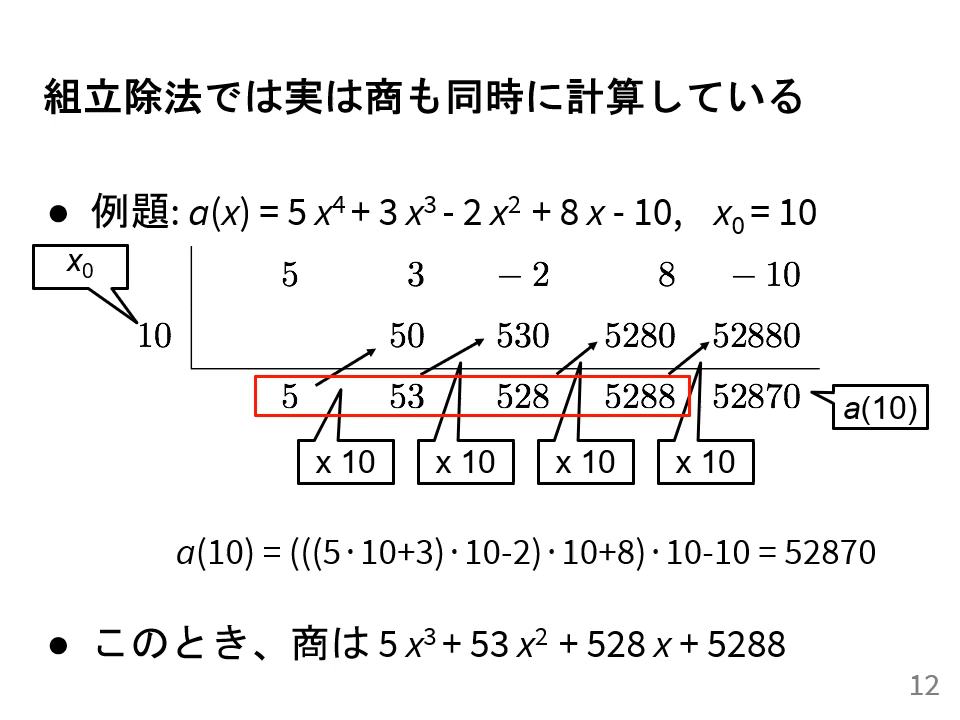 組立除法では実は商も同時に計算している
● 例題: a(x) = 5 x⁴ + 3 x³ - 2 x² + 8 x - 10, x₀ = 10
x₀
5 3 − 2 8 − 10
10 50 530 5280 52880
5 53 528 5288 52870
a(10)
x 10 x 10 x 10 x 10
a(10) = (((5·10+3)·10-2)·10+8)·10-10 = 52870
● このとき、商は 5 x³ + 53 x² + 528 x + 5288
12